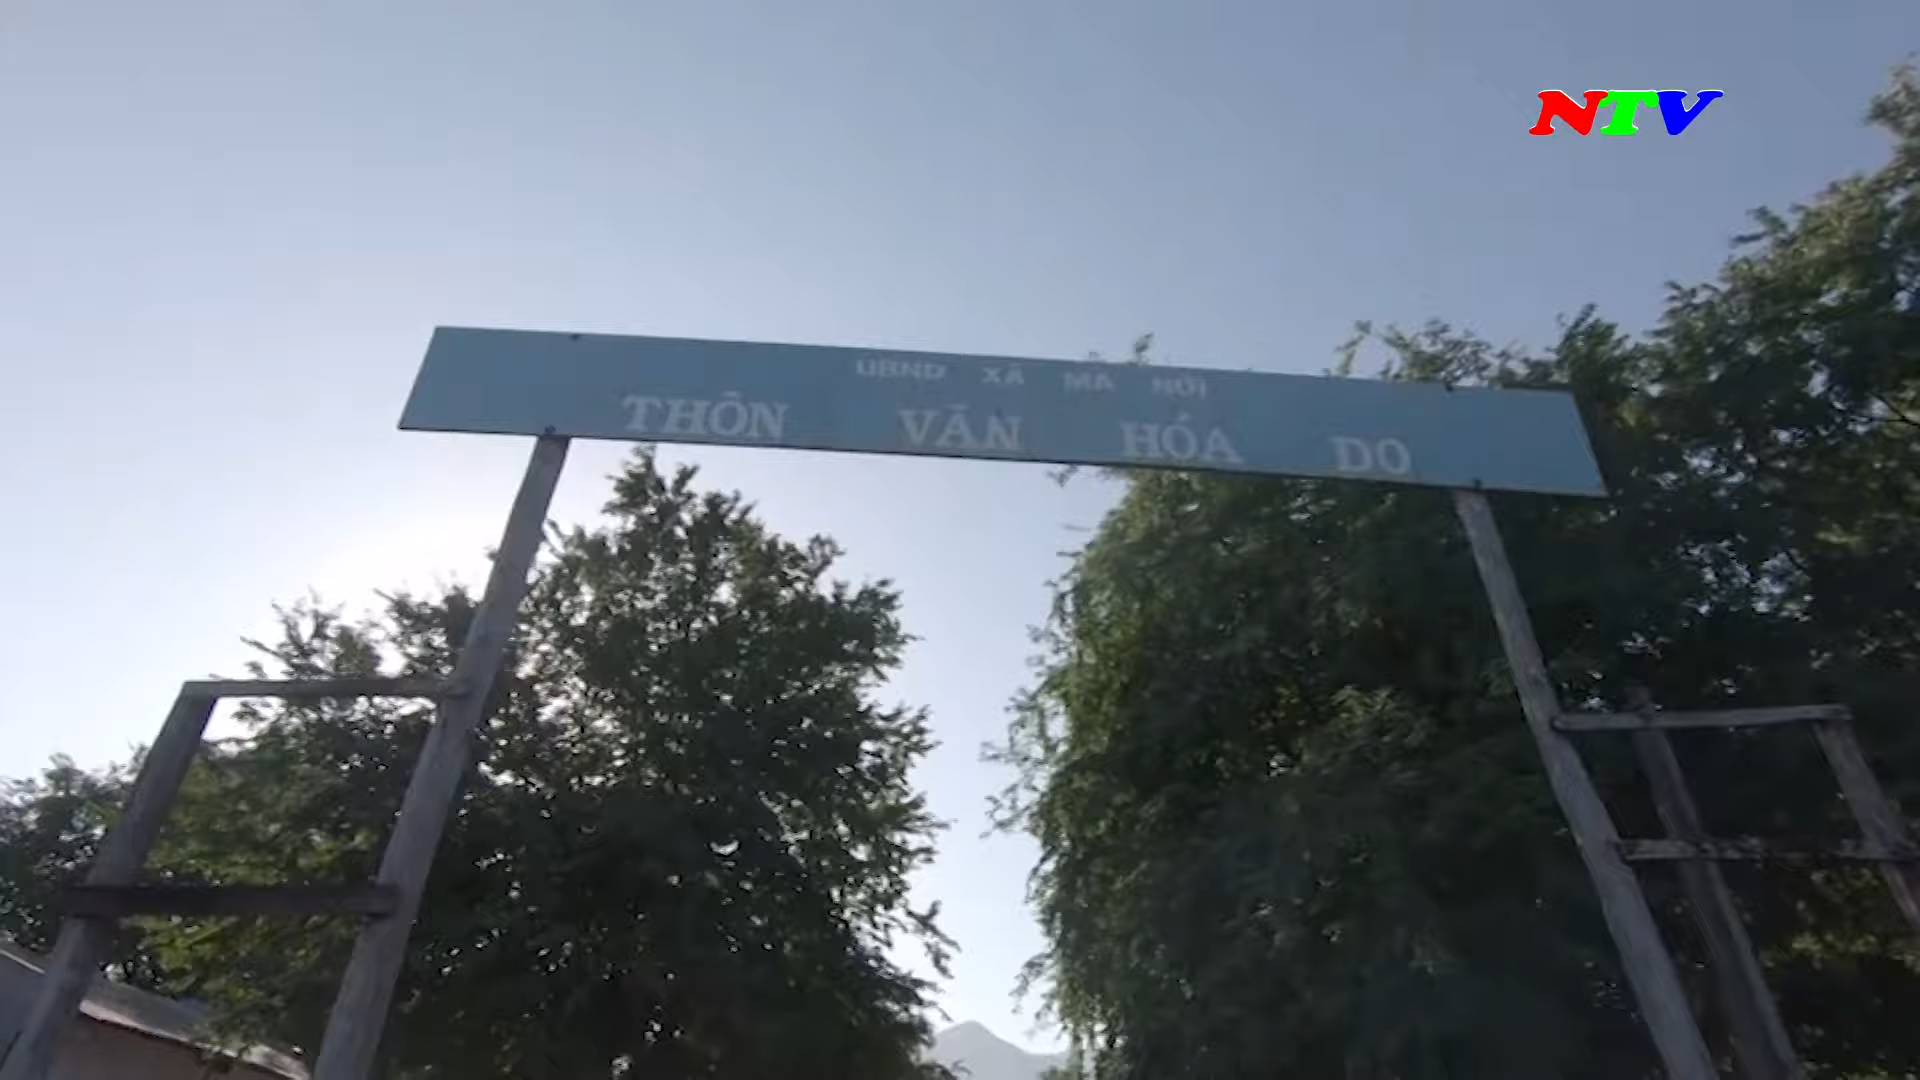 NTV
UBND XÃ MA NỚI
THÔN VĂN HÓA DO